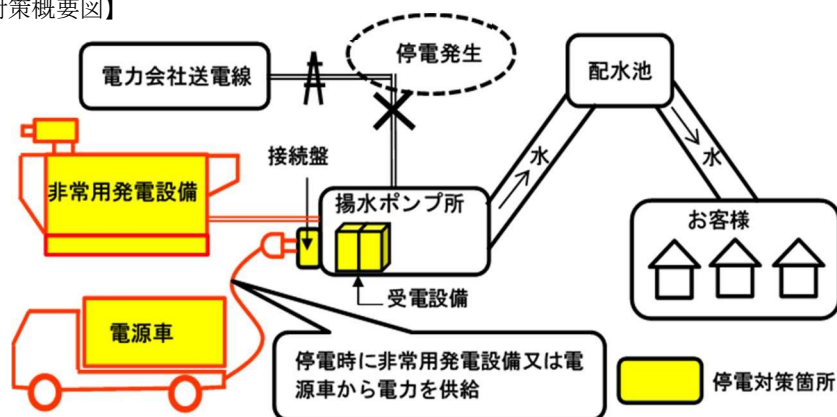 対策概要図】
電力会社送電線
停電発生
配水池
水
水
接続盤
非常用発電設備
揚水ポンプ所
お客様
受電設備
電源車
停電時に非常用発電設備又は電
源車から電力を供給
停電対策箇所